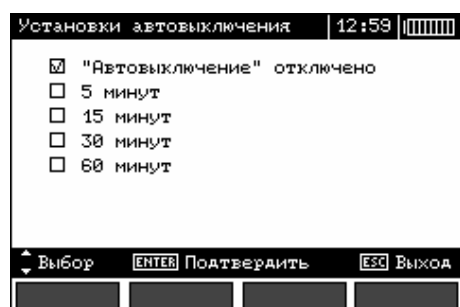 Установки автовыключения 12:59
"Автовыключение" отключено
5 минут
15 минут
30 минут
60 минут
Выбор ENTER Подтвердить ESC Выход